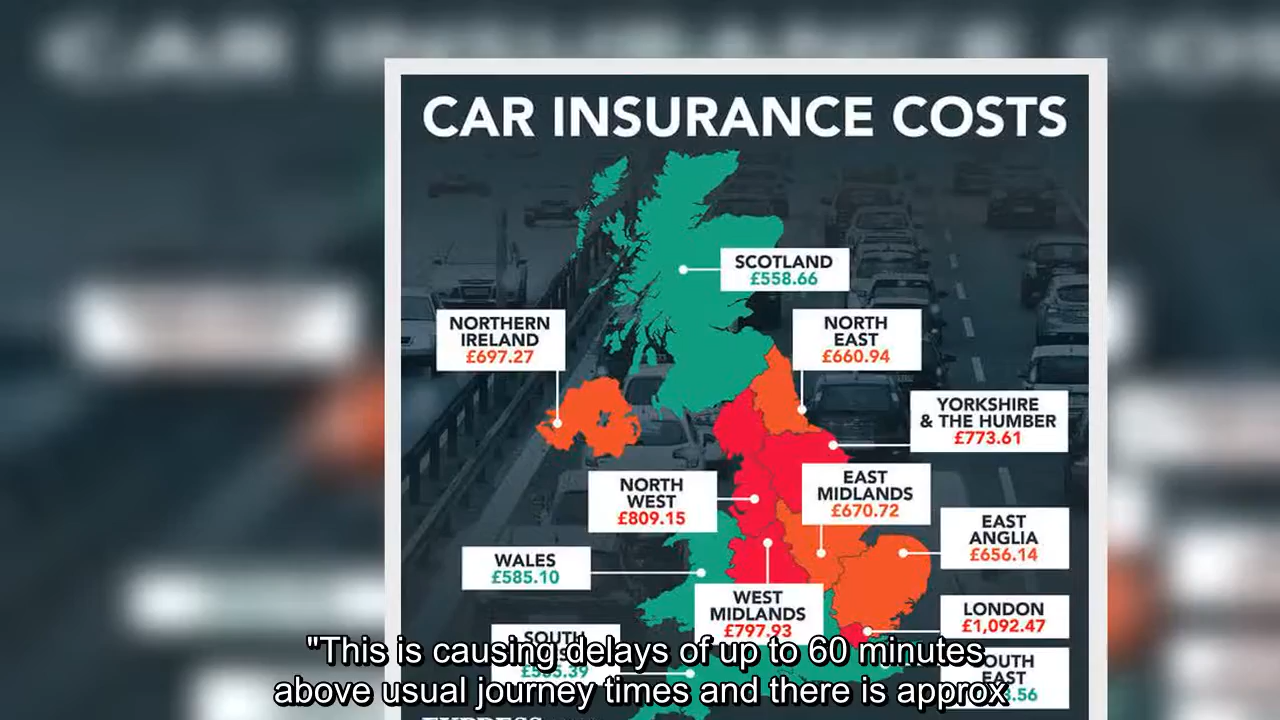 CAR INSURANCE COSTS
SCOTLAND
£558.66
NORTHERN
IRELAND
£697.27
NORTH
EAST
£660.94
YORKSHIRE
& THE HUMBER
£773.61
NORTH
WEST
£809.15
EAST
MIDLANDS
£670.72
EAST
ANGLIA
£656.14
WALES
£585.10
WEST
MIDLANDS
£797.93
LONDON
£1,092.47
SOUTH
SOUTH
EAST
"This is causing delays of up to 60 minutes
above usual journey times and there is approx